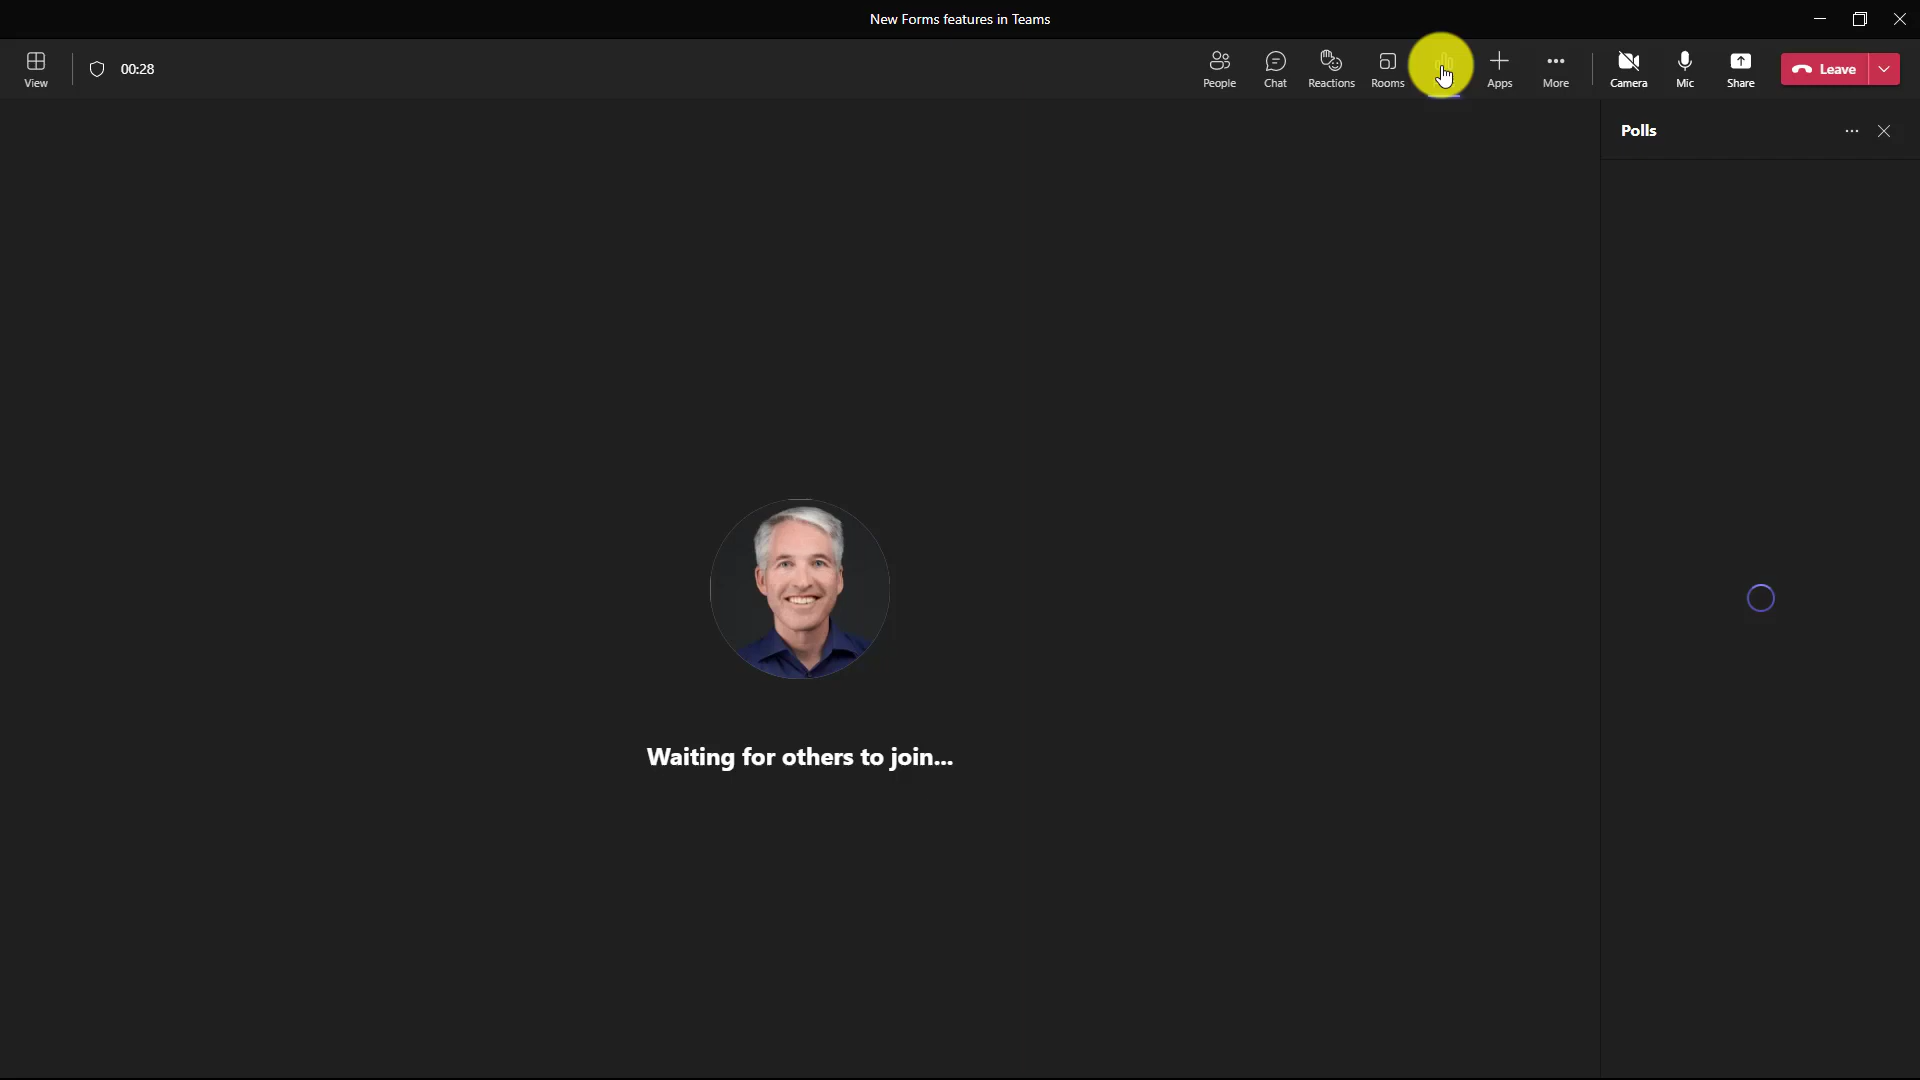 New Forms features in Teams
View
00:28
People
Chat
Reactions
Rooms
Apps
More
Camera
Mic
Share
Leave
Polls
Waiting for others to join...